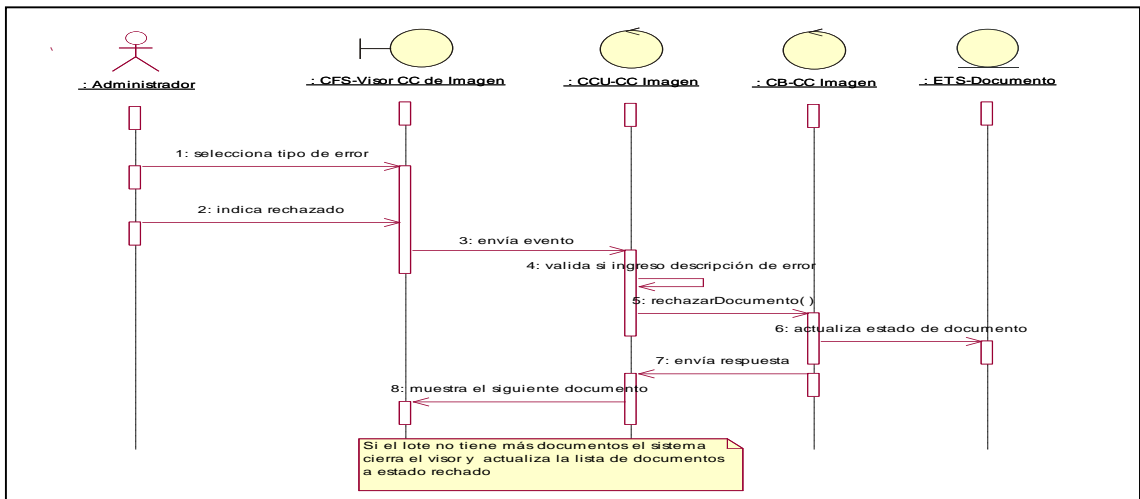 : Administrador
: CFS-Visor CC de Imagen
: CCU-CC Imagen
: CB-CC Imagen
: ETS-Documento
1: selecciona tipo de error
2: indica rechazado
3: envía evento
4: valida si ingreso descripción de error
5: rechazarDocumento( )
6: actualiza estado de documento
7: envía respuesta
8: muestra el siguiente documento
Si el lote no tiene más documentos el sistema
cierra el visor y actualiza la lista de documentos
a estado rechado